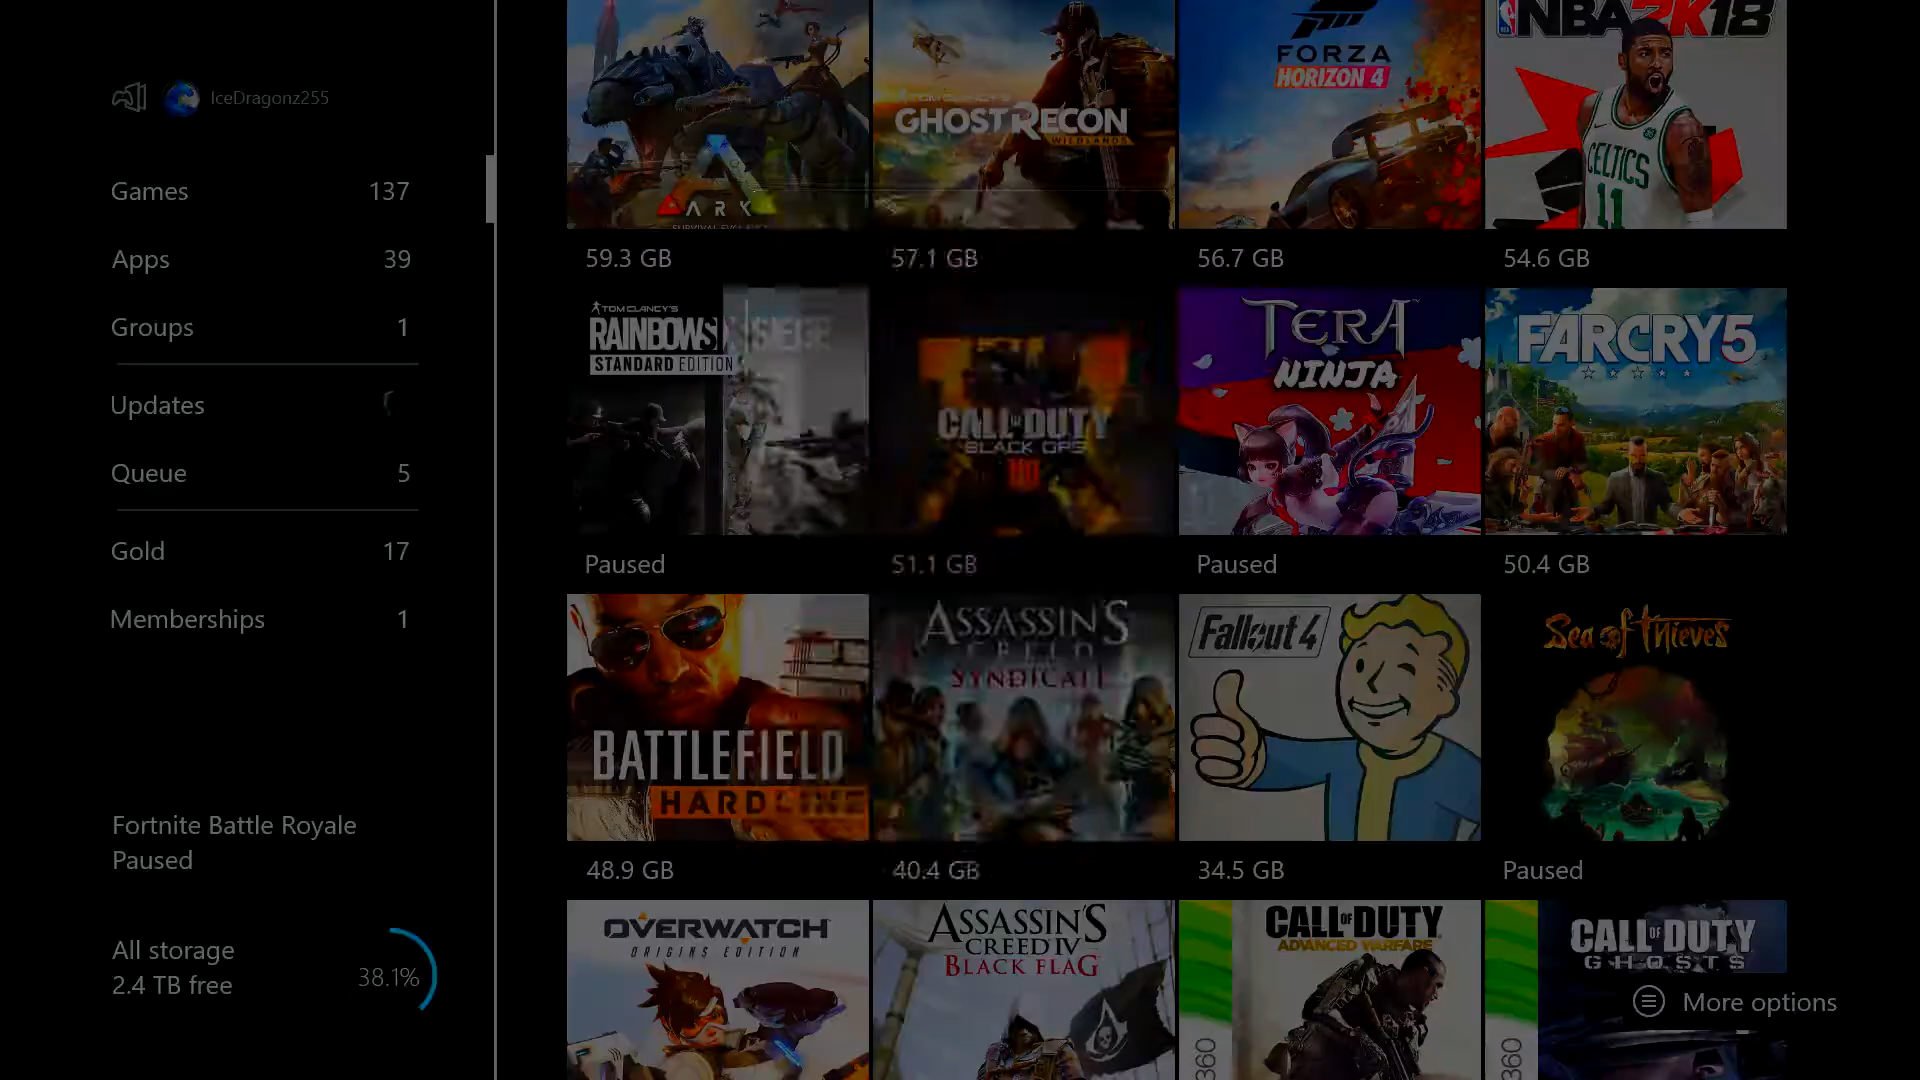 IceDragonz255
Games 137
Apps 39
Groups 1
Updates
Queue 5
Gold 17
Memberships 1
Fortnite Battle Royale
Paused
All storage
2.4 TB free
38.1%
ARK
TOM CLANCY'S
GHOST RECON
WILDLANDS
FORZA
HORIZON 4
NBA 2K18
CELTICS
11
59.3 GB
57.1 GB
56.7 GB
54.6 GB
TOM CLANCY'S
RAINBOW SIX SIEGE
STANDARD EDITION
CALL OF DUTY
BLACK OPS
IIII
TERA
NINJA
FARCRY5
Paused
51.1 GB
Paused
50.4 GB
BATTLEFIELD
HARDLINE
ASSASSIN'S
CREED
SYNDICATE
Fallout 4
Sea of Thieves
48.9 GB
40.4 GB
34.5 GB
Paused
OVERWATCH
ORIGINS EDITION
ASSASSIN'S
CREED IV
BLACK FLAG
360
CALL OF DUTY
ADVANCED WARFARE
360
CALL OF DUTY
GHOSTS
More options